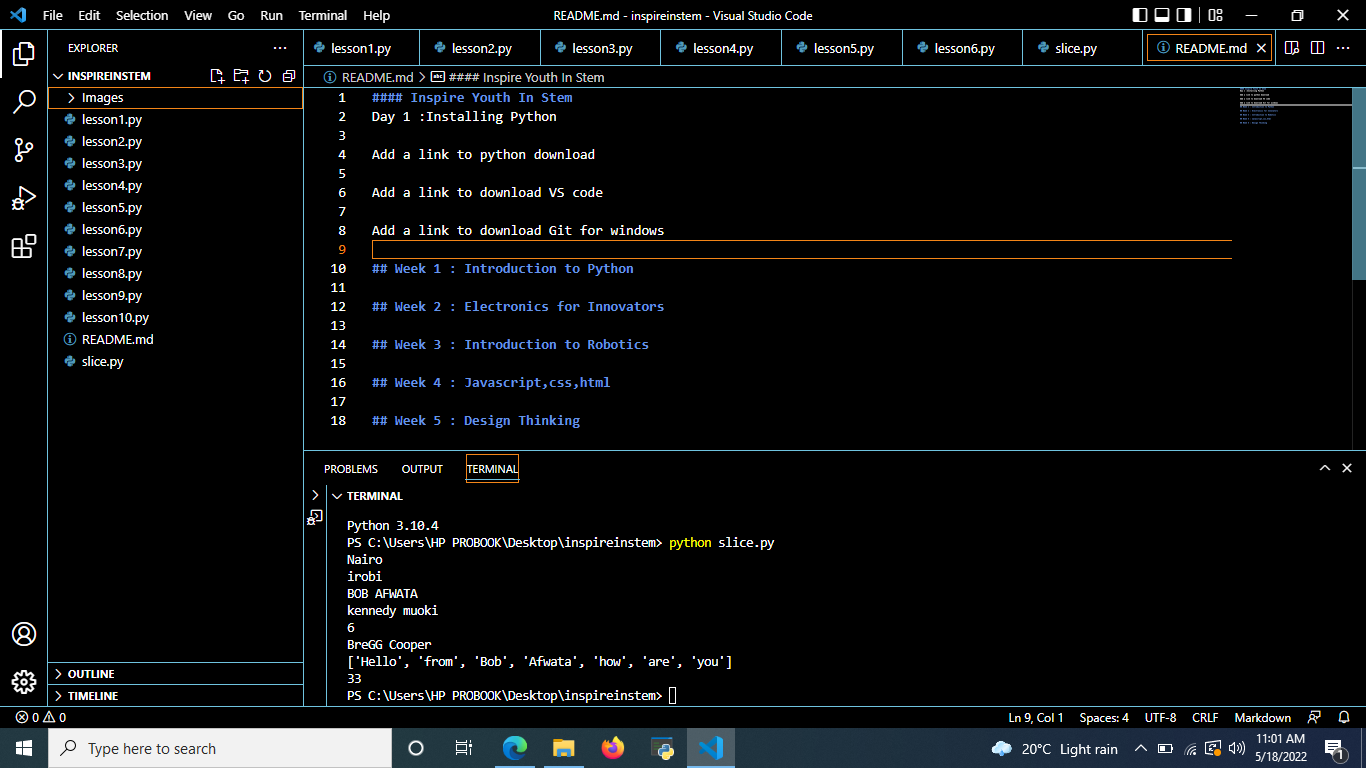 File Edit Selection View Go Run Terminal Help
README.md - inspireinstem - Visual Studio Code
EXPLORER
INSPIREINSTEM
Images
lesson1.py
lesson2.py
lesson3.py
lesson4.py
lesson5.py
lesson6.py
lesson7.py
lesson8.py
lesson9.py
lesson10.py
README.md
slice.py
OUTLINE
TIMELINE
lesson1.py lesson2.py lesson3.py lesson4.py lesson5.py lesson6.py slice.py README.md
README.md > abc #### Inspire Youth In Stem
1 #### Inspire Youth In Stem
2 Day 1 :Installing Python
3
4 Add a link to python download
5
6 Add a link to download VS code
7
8 Add a link to download Git for windows
9
10 ## Week 1 : Introduction to Python
11
12 ## Week 2 : Electronics for Innovators
13
14 ## Week 3 : Introduction to Robotics
15
16 ## Week 4 : Javascript,css,html
17
18 ## Week 5 : Design Thinking
PROBLEMS OUTPUT TERMINAL
TERMINAL
Python 3.10.4
PS C:\Users\HP PROBOOK\Desktop\inspireinstem> python slice.py
Nairo
irobi
BOB AFWATA
kennedy muoki
6
BreGG Cooper
['Hello', 'from', 'Bob', 'Afwata', 'how', 'are', 'you']
33
PS C:\Users\HP PROBOOK\Desktop\inspireinstem>
0 0
Ln 9, Col 1 Spaces: 4 UTF-8 CRLF Markdown
Type here to search
20°C Light rain
11:01 AM
5/18/2022
1